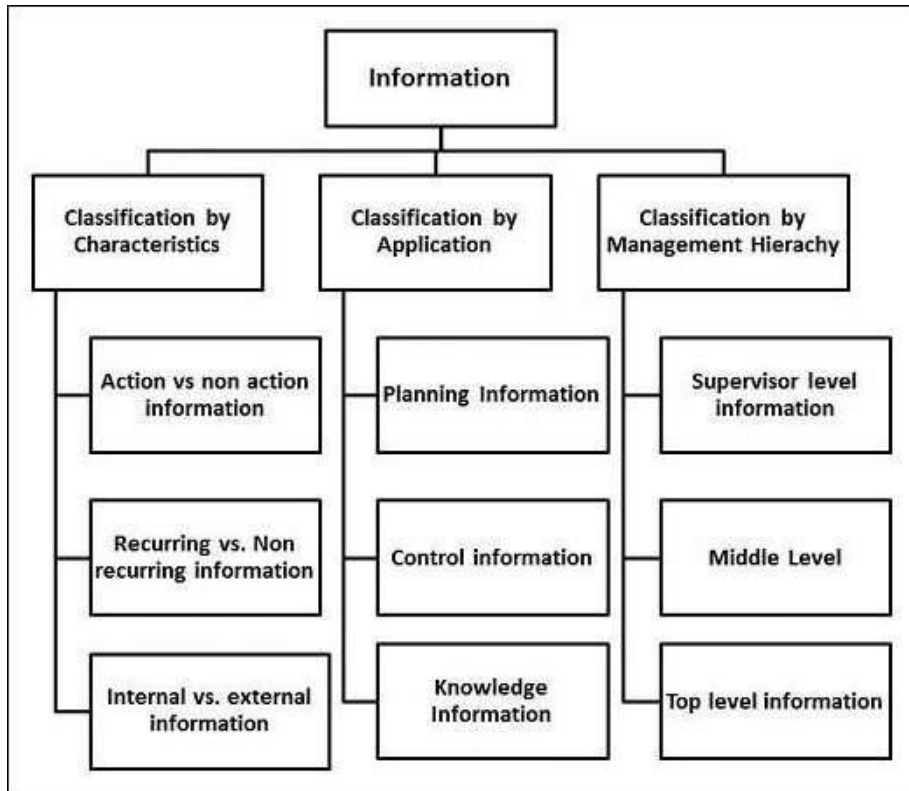 Information
Classification by
Characteristics
Classification by
Application
Classification by
Management Hierachy
Action vs non action
information
Recurring vs. Non
recurring information
Internal vs. external
information
Planning Information
Control information
Knowledge
Information
Supervisor level
information
Middle Level
Top level information